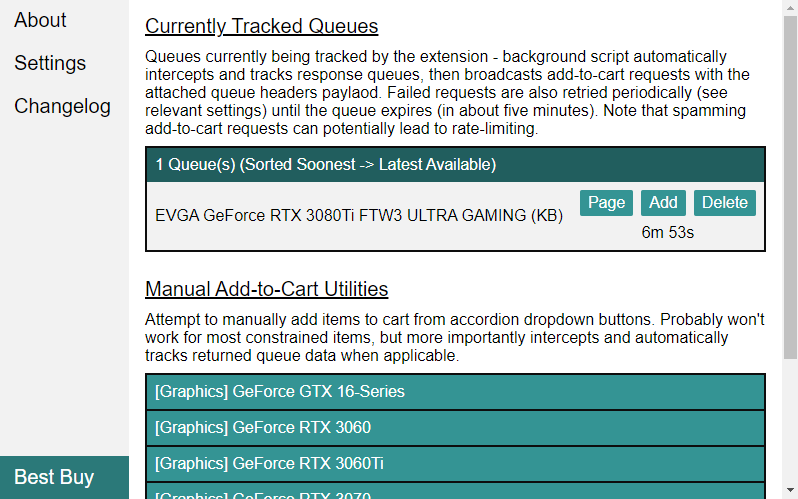 About
Settings
Changelog
Best Buy
Currently Tracked Queues
Queues currently being tracked by the extension - background script automatically
intercepts and tracks response queues, then broadcasts add-to-cart requests with the
attached queue headers paylaod. Failed requests are also retried periodically (see
relevant settings) until the queue expires (in about five minutes). Note that spamming
add-to-cart requests can potentially lead to rate-limiting.
1 Queue(s) (Sorted Soonest -> Latest Available)
EVGA GeForce RTX 3080Ti FTW3 ULTRA GAMING (KB)
Page Add Delete
6m 53s
Manual Add-to-Cart Utilities
Attempt to manually add items to cart from accordion dropdown buttons. Probably won't
work for most constrained items, but more importantly intercepts and automatically
tracks returned queue data when applicable.
[Graphics] GeForce GTX 16-Series
[Graphics] GeForce RTX 3060
[Graphics] GeForce RTX 3060Ti
[Graphics] GeForce RTX 3070